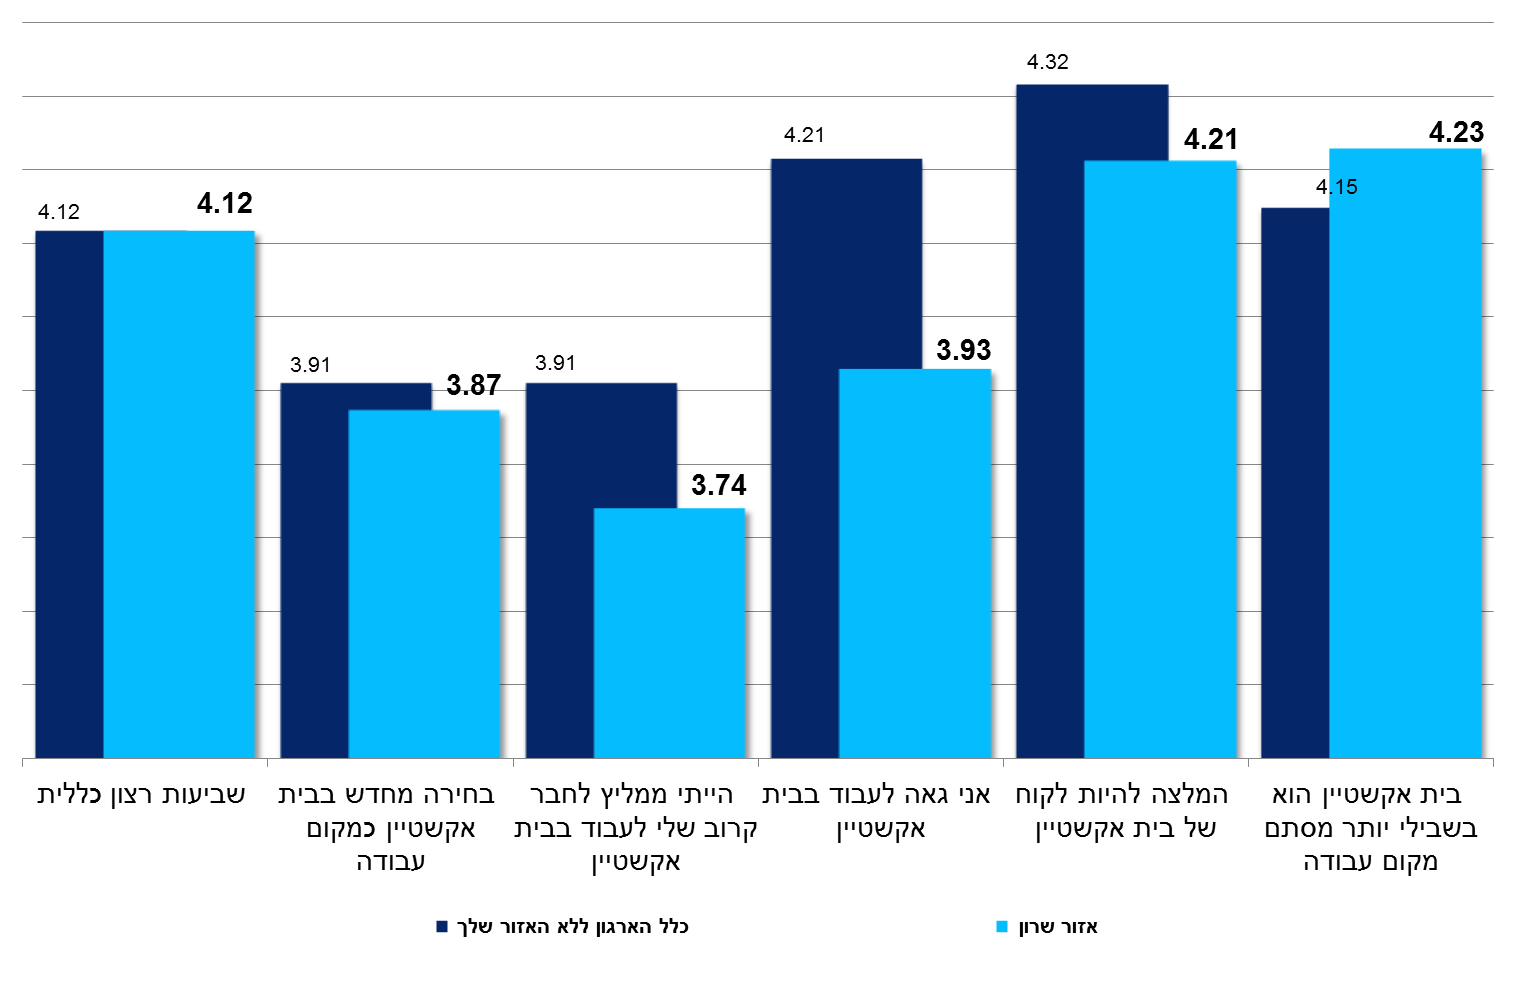 4.12
4.12
3.91
3.87
3.91
3.74
4.21
3.93
4.32
4.21
4.15
4.23
שביעות רצון כללית
בחירה מחדש בבית
אקשטיין כמקום
עבודה
הייתי ממליץ לחבר
קרוב שלי לעבוד בבית
אקשטיין
אני גאה לעבוד בבית
אקשטיין
המלצה להיות לקוח
של בית אקשטיין
בית אקשטיין הוא
בשבילי יותר מסתם
מקום עבודה
כלל הארגון ללא האזור שלך
אזור שרון